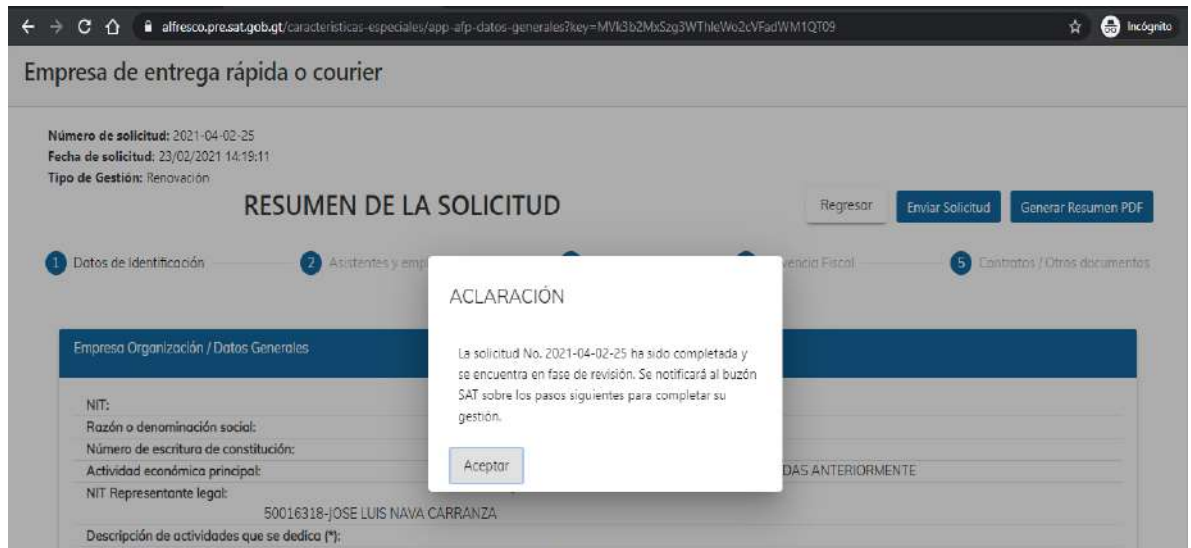 alfresco.pre.sat.gob.gt/caracteristicas-especiales/app-afp-datos-generales?key=
Incógnito
Empresa de entrega rápida o courier
Número de solicitud: 2021-04-02-25
Fecha de solicitud: 23/02/2021 14:19:11
Tipo de Gestión: Renovación
RESUMEN DE LA SOLICITUD
Regresar
Enviar Solicitud
Generar Resumen PDF
1 Datos de Identificación
2 Asistentes y
5 Contratos / Otros documentos
Fiscal
ACLARACIÓN
La solicitud No. 2021-04-02-25 ha sido completada y
se encuentra en fase de revisión. Se notificará al buzón
SAT sobre los pasos siguientes para completar su
gestión.
Aceptar
Empresa Organización / Datos Generales
NIT:
Razón o denominación social:
Número de escritura de constitución:
Actividad económica principal:
DAS ANTERIORMENTE
NIT Representante legal:
50016318-JOSE LUIS NAVA CARRANZA
Descripción de actividades que se dedica (*):